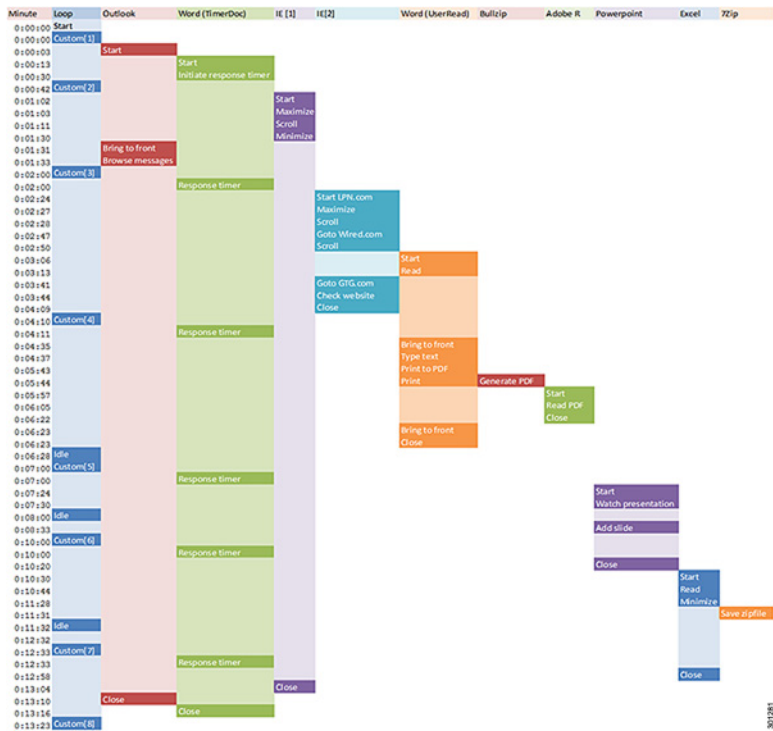 Minute Loop Outlook Word (TimerDoc) IE [1] IE[2] Word (UserRead) Bullzip Adobe R Powerpoint Excel 7Zip
0:00:00 Start
0:00:00 Custom[1]
0:00:03 Start
0:00:13 Start
0:00:30 Initiate response timer
0:00:42 Custom[2]
0:01:02 Start
0:01:03 Maximize
0:01:11 Scroll
0:01:30 Minimize
0:01:31 Bring to front
0:01:33 Browse messages
0:02:00 Custom[3]
0:02:00 Response timer
0:02:24 Start LPN.com
0:02:27 Maximize
0:02:28 Scroll
0:02:47 Goto Wired.com
0:02:50 Scroll
0:03:06 Start
0:03:13 Read
0:03:41 Goto GTG.com
0:03:44 Check website
0:04:09 Close
0:04:10 Custom[4]
0:04:11 Response timer
0:04:35 Bring to front
0:04:37 Type text
0:05:43 Print to PDF
0:05:44 Print Generate PDF
0:05:57 Start
0:06:05 Read PDF
0:06:22 Close
0:06:23 Bring to front
0:06:23 Close
0:06:28 Idle
0:07:00 Custom[5]
0:07:00 Response timer
0:07:24 Start
0:07:30 Watch presentation
0:08:00 Idle
0:08:33 Add slide
0:10:00 Custom[6]
0:10:00 Response timer
0:10:20 Close
0:10:30 Start
0:10:44 Read
0:11:28 Minimize
0:11:31 Save zipfile
0:11:32 Idle
0:12:32
0:12:33 Custom[7]
0:12:33 Response timer
0:12:58 Close
0:13:04 Close
0:13:10 Close
0:13:16 Close
0:13:23 Custom[8]
301281